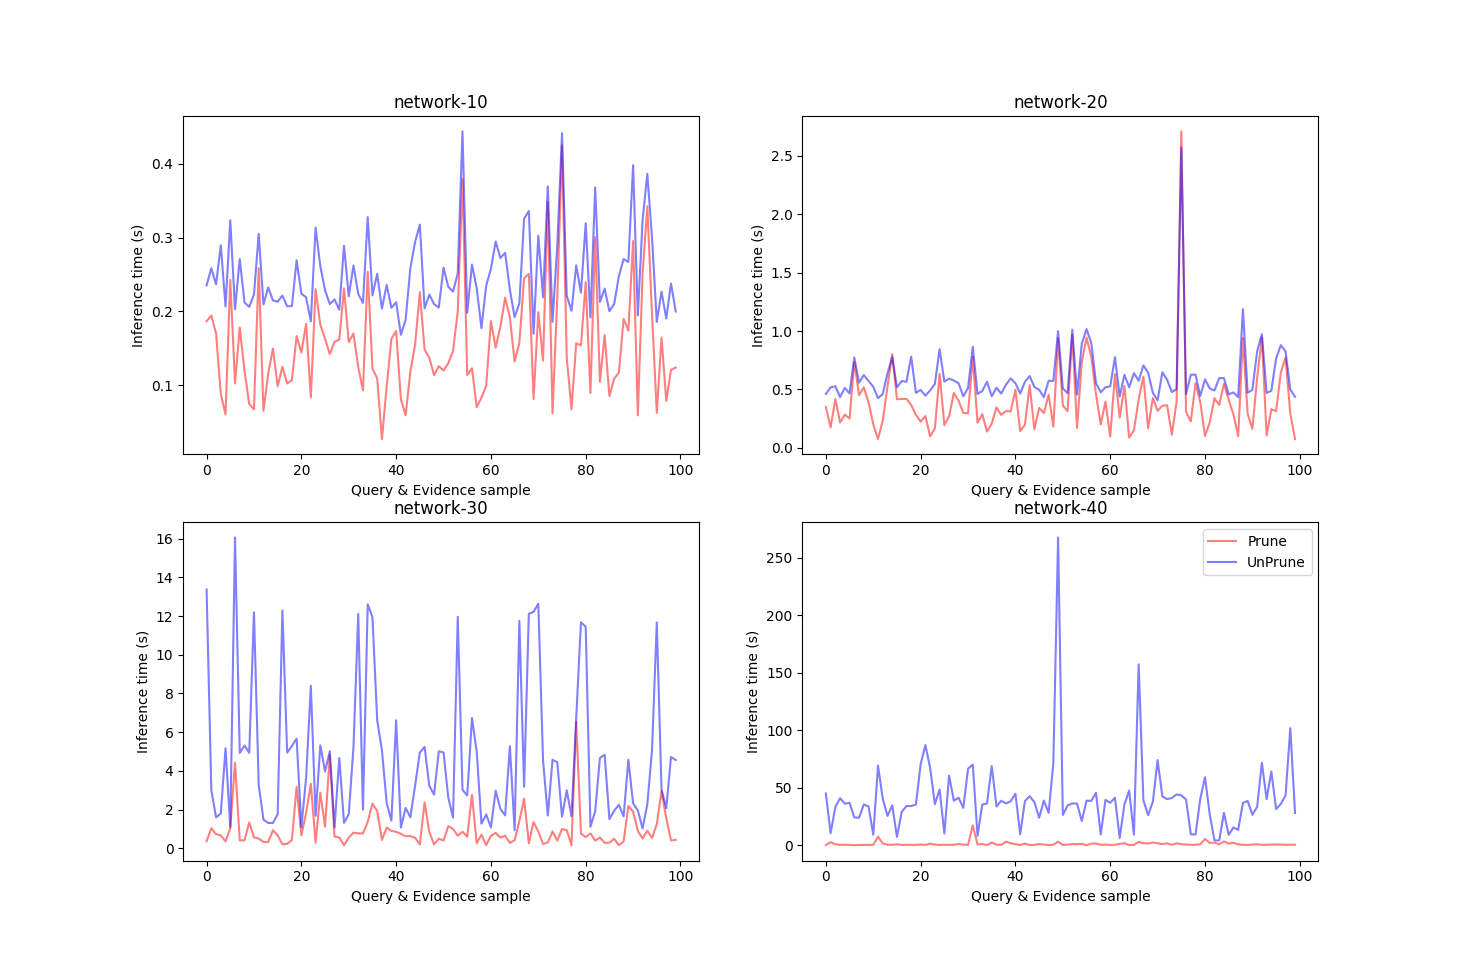 network-10
Inference time (s)
0.4
0.3
0.2
0.1
0 20 40 60 80 100
Query & Evidence sample
network-20
Inference time (s)
2.5
2.0
1.5
1.0
0.5
0.0
0 20 40 60 80 100
Query & Evidence sample
network-30
Inference time (s)
16
14
12
10
8
6
4
2
0
0 20 40 60 80 100
Query & Evidence sample
network-40
Inference time (s)
250
200
150
100
50
0
0 20 40 60 80 100
Query & Evidence sample
Prune
UnPrune